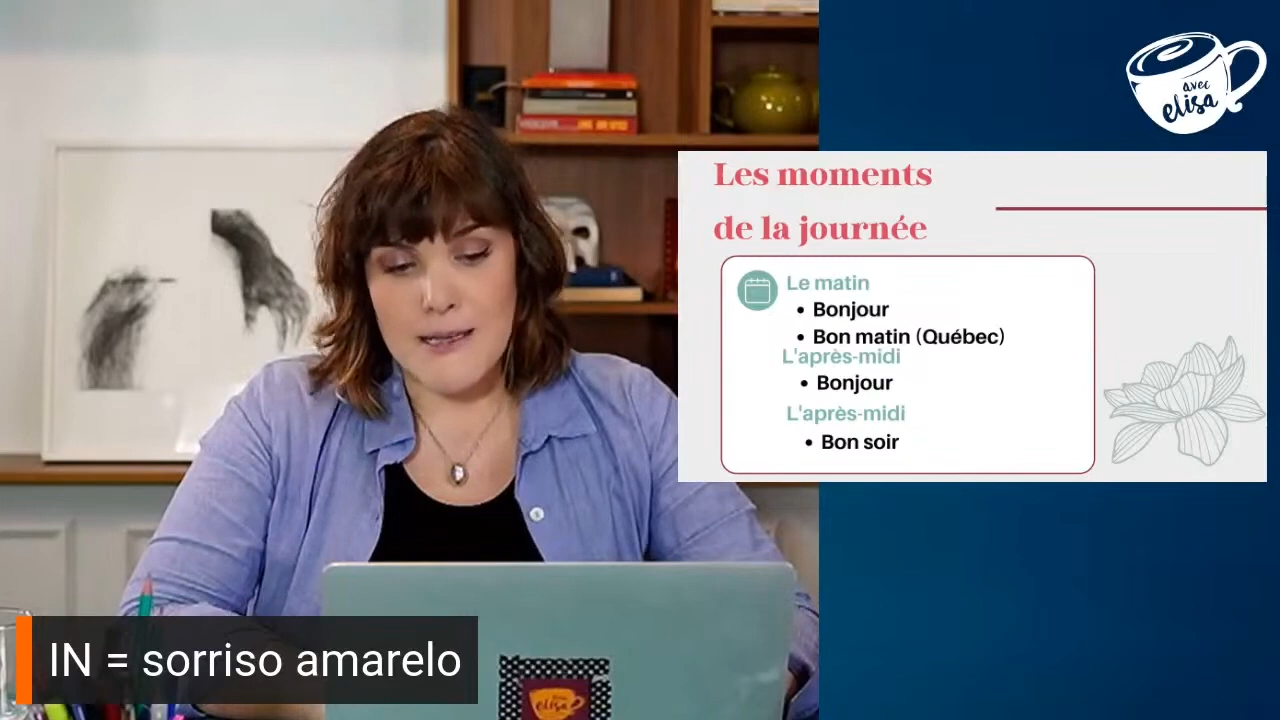 avec
elisa
Les moments
de la journée
Le matin
• Bonjour
• Bon matin (Québec)
L'après-midi
• Bonjour
L'après-midi
• Bon soir
IN = sorriso amarelo
elisa